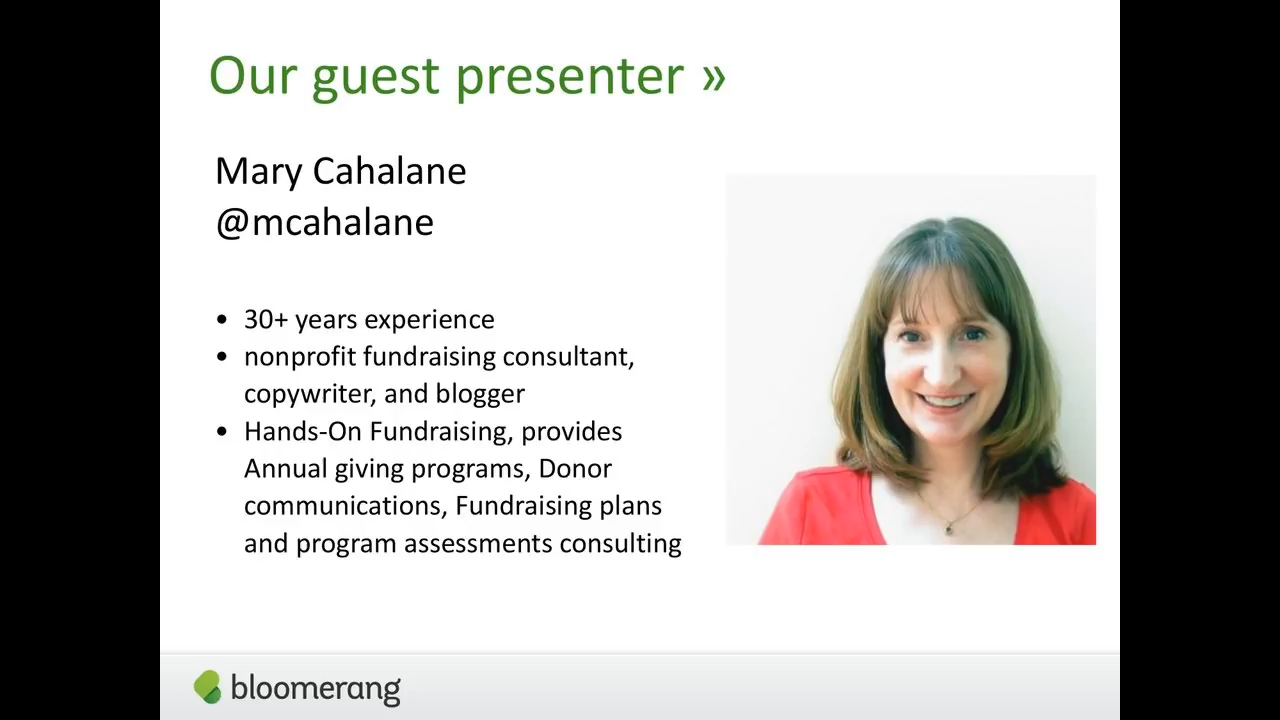 Our guest presenter »
Mary Cahalane
@mcahalane
• 30+ years experience
• nonprofit fundraising consultant,
copywriter, and blogger
• Hands-On Fundraising, provides
Annual giving programs, Donor
communications, Fundraising plans
and program assessments consulting
bloomerang